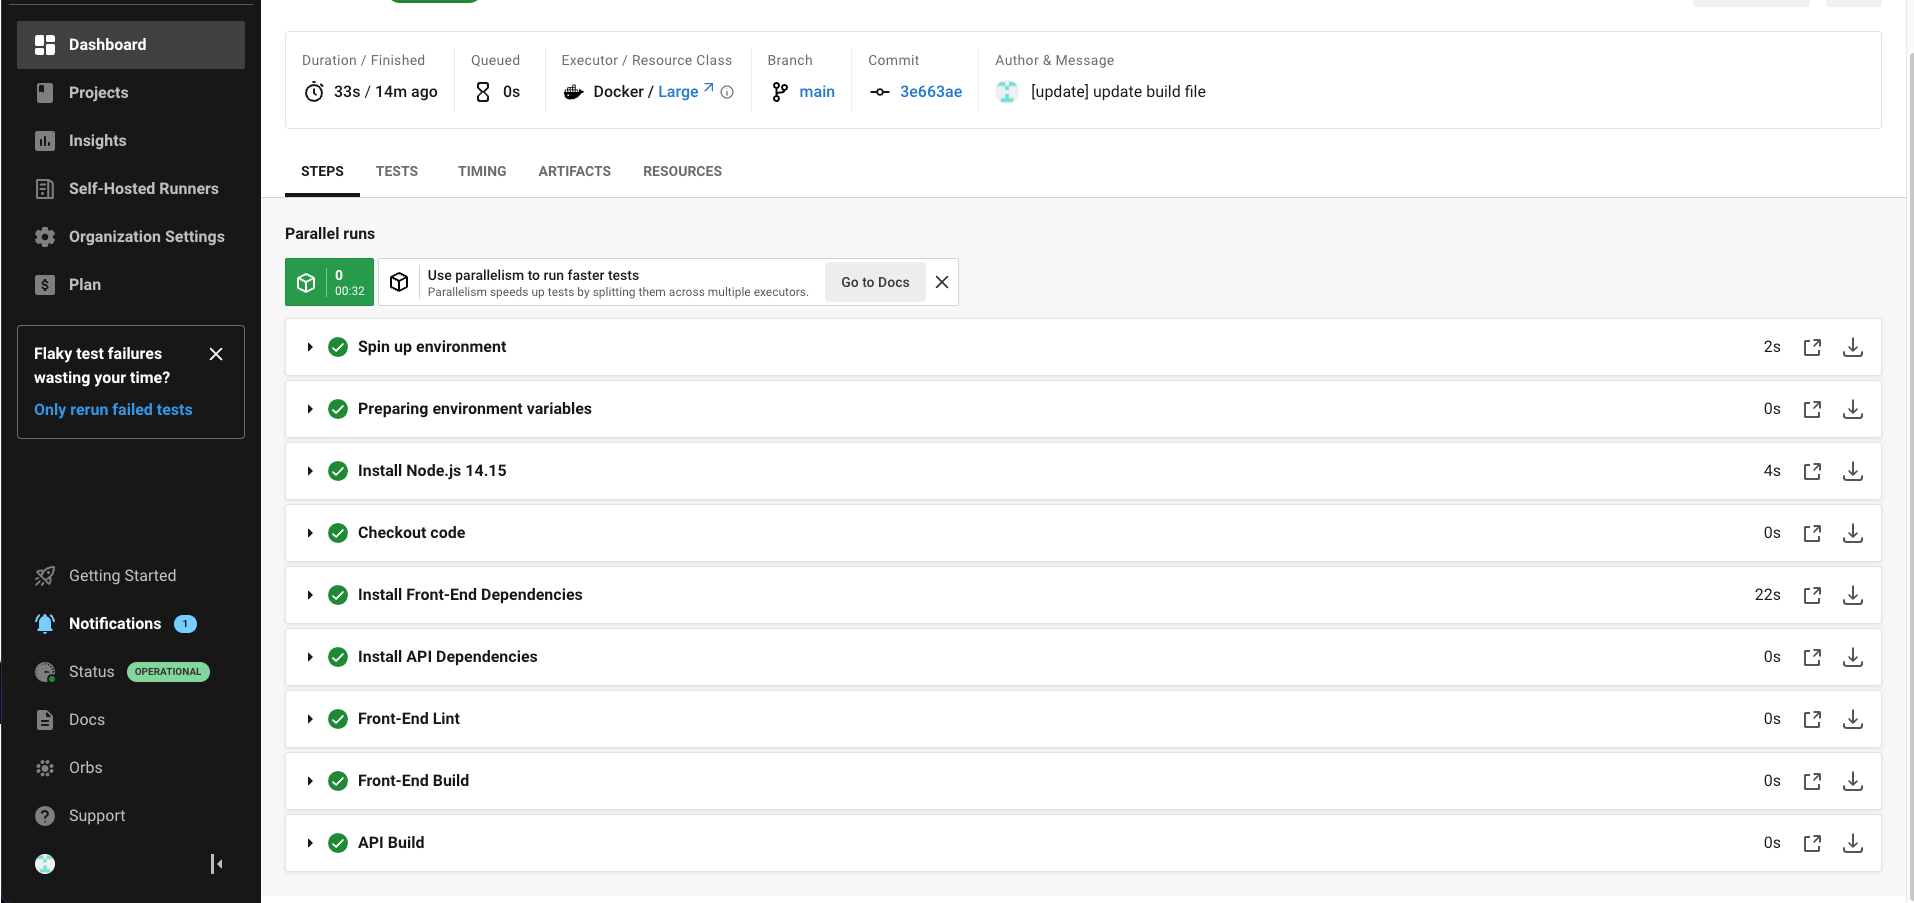 Dashboard
Projects
Insights
Self-Hosted Runners
Organization Settings
Plan
Flaky test failures
wasting your time?
Only rerun failed tests
Getting Started
Notifications 1
Status OPERATIONAL
Docs
Orbs
Support
Duration / Finished
33s / 14m ago
Queued
0s
Executor / Resource Class
Docker / Large
Branch
main
Commit
3e663ae
Author & Message
[update] update build file
STEPS TESTS TIMING ARTIFACTS RESOURCES
Parallel runs
0
00:32
Use parallelism to run faster tests
Parallelism speeds up tests by splitting them across multiple executors.
Go to Docs
Spin up environment 2s
Preparing environment variables 0s
Install Node.js 14.15 4s
Checkout code 0s
Install Front-End Dependencies 22s
Install API Dependencies 0s
Front-End Lint 0s
Front-End Build 0s
API Build 0s